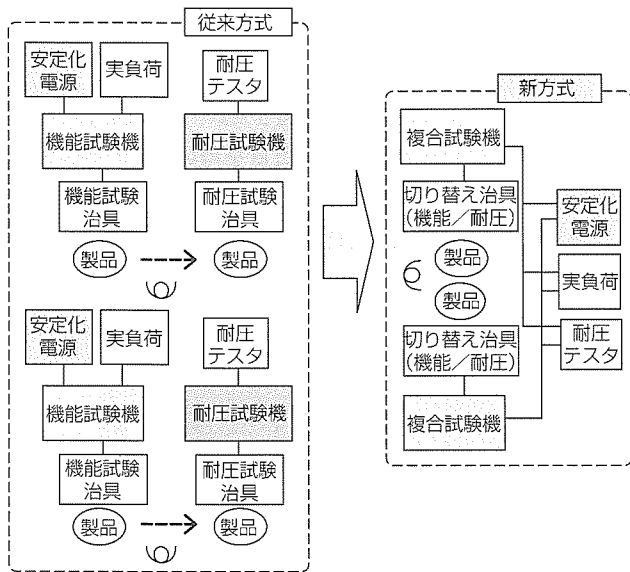 従来方式
安定化
電源
実負荷
耐圧
テスタ
機能試験機
耐圧試験機
機能試験
治具
耐圧試験
治具
製品
製品
安定化
電源
実負荷
耐圧
テスタ
機能試験機
耐圧試験機
機能試験
治具
耐圧試験
治具
製品
製品
新方式
複合試験機
切り替え治具
(機能／耐圧)
安定化
電源
製品
実負荷
製品
耐圧
テスタ
切り替え治具
(機能／耐圧)
複合試験機